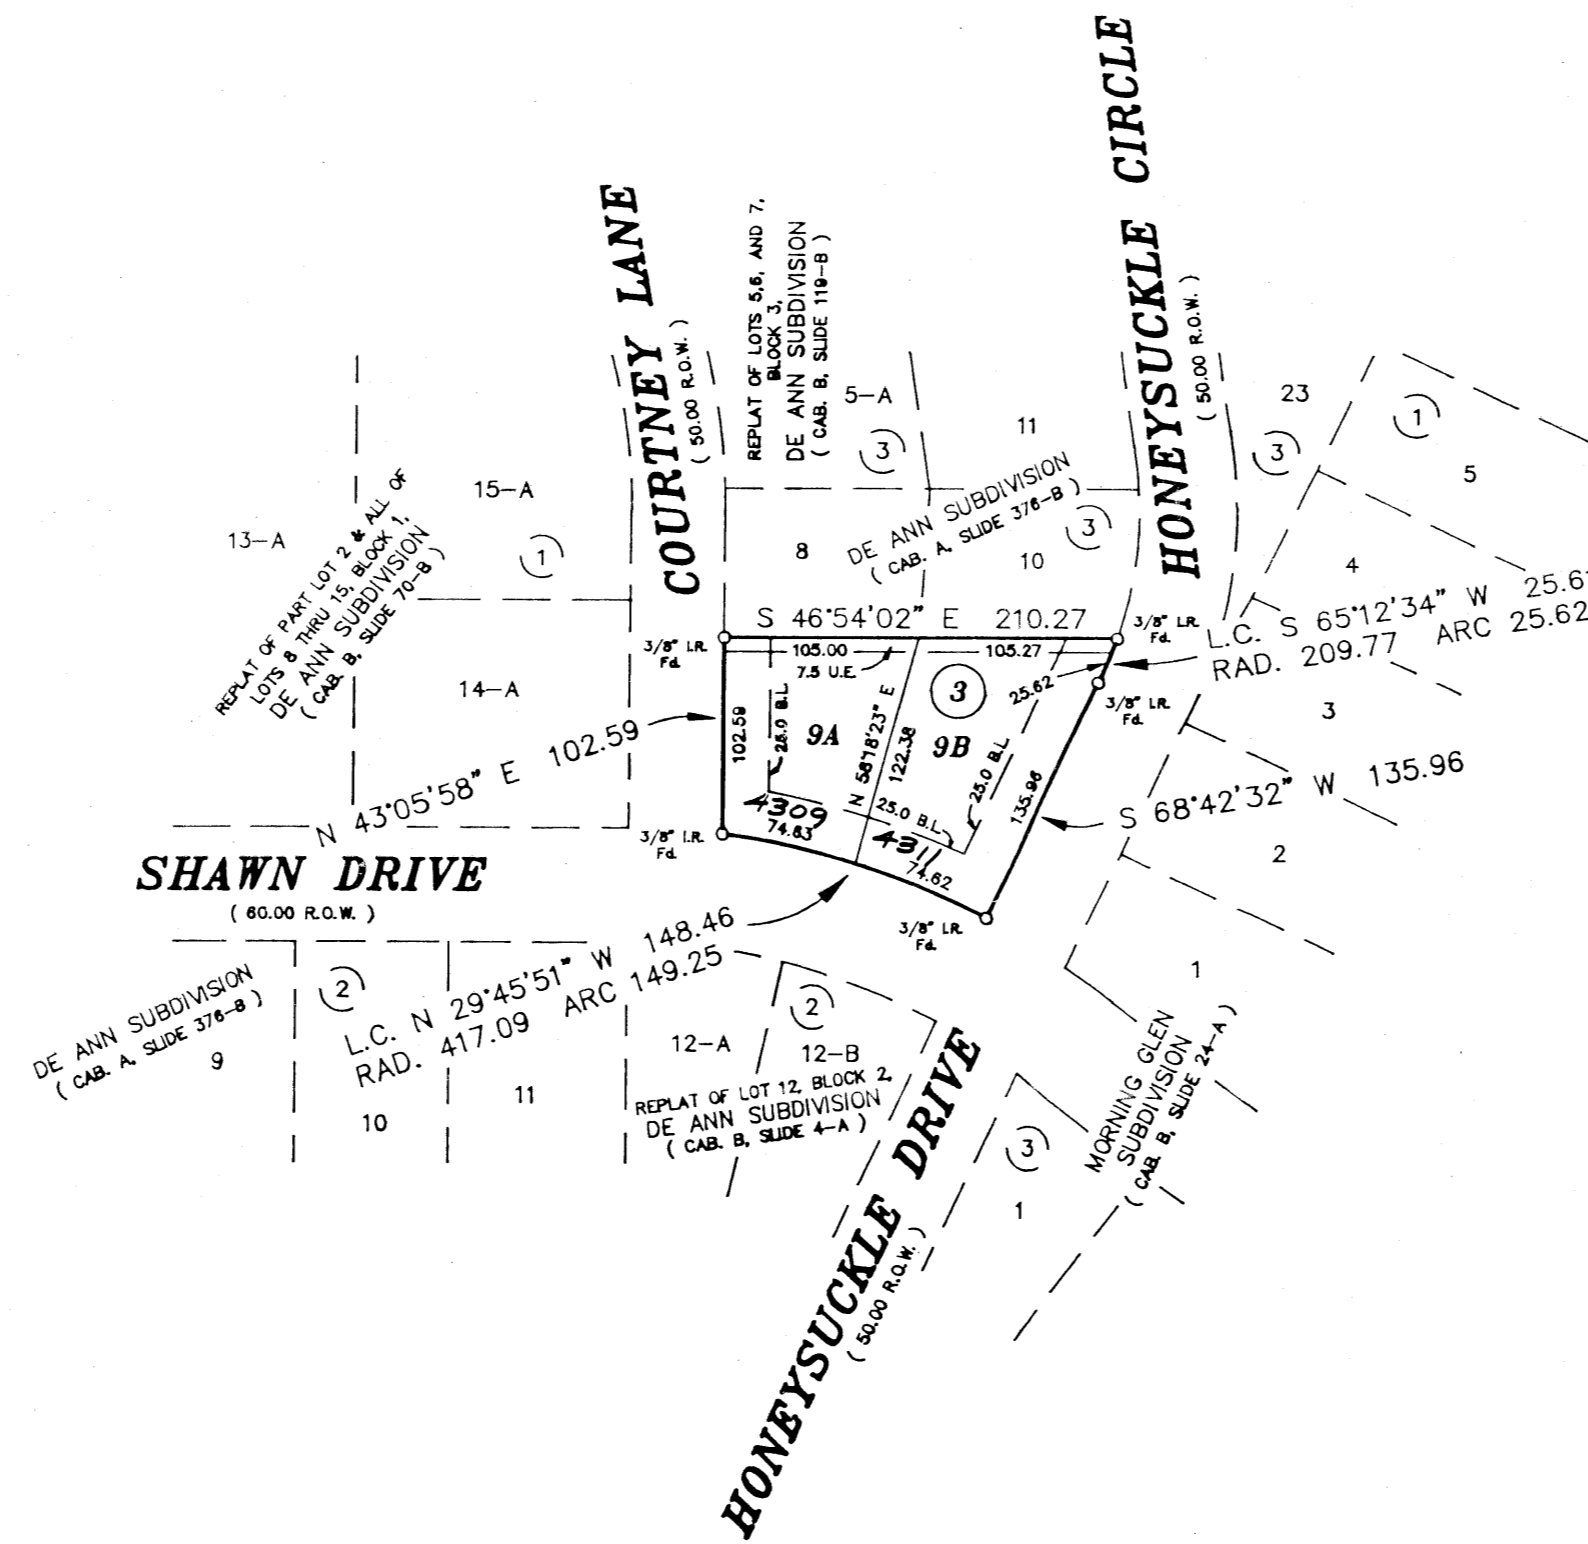 HONEYSUCKLE CIRCLE
( 50.00 R.O.W. )
COURTNEY LANE
( 50.00 R.O.W. )
REPLAT OF LOTS 5,6, AND 7,
BLOCK 3,
DE ANN SUBDIVISION
( CAB. B, SLIDE 119-B )
5-A
3
11
23
3
1
5
15-A
13-A
1
REPLAT OF PART LOT 2 & ALL OF
LOTS 8 THRU 15, BLOCK 1,
DE ANN SUBDIVISION
( CAB. B, SLIDE 70-B )
8
DE ANN SUBDIVISION
( CAB. A, SLIDE 376-B )
3
10
4
S 46°54'02" E 210.27
3/8" I.R.
Fd.
3/8" I.R.
Fd.
L.C. S 65°12'34" W 25.6
RAD. 209.77 ARC 25.62
105.00
105.27
7.5 U.E.
14-A
3
25.62
3/8" I.R.
Fd.
3
N 43°05'58" E 102.59
102.59
25.0 B.L.
9A
N 58°18'23" E
122.38
9B
25.0 B.L.
135.96
S 68°42'32" W 135.96
4309
74.63
25.0 B.L.
4311
74.62
3/8" I.R.
Fd.
2
SHAWN DRIVE
( 60.00 R.O.W. )
3/8" I.R.
Fd.
L.C. N 29°45'51" W 148.46
RAD. 417.09 ARC 149.25
DE ANN SUBDIVISION
( CAB. A, SLIDE 376-B )
9
2
10
11
12-A
2
12-B
REPLAT OF LOT 12, BLOCK 2,
DE ANN SUBDIVISION
( CAB. B, SLIDE 4-A )
1
MORNING GLEN
SUBDIVISION
( CAB. B, SLIDE 24-A )
3
1
HONEYSUCKLE DRIVE
( 50.00 R.O.W. )